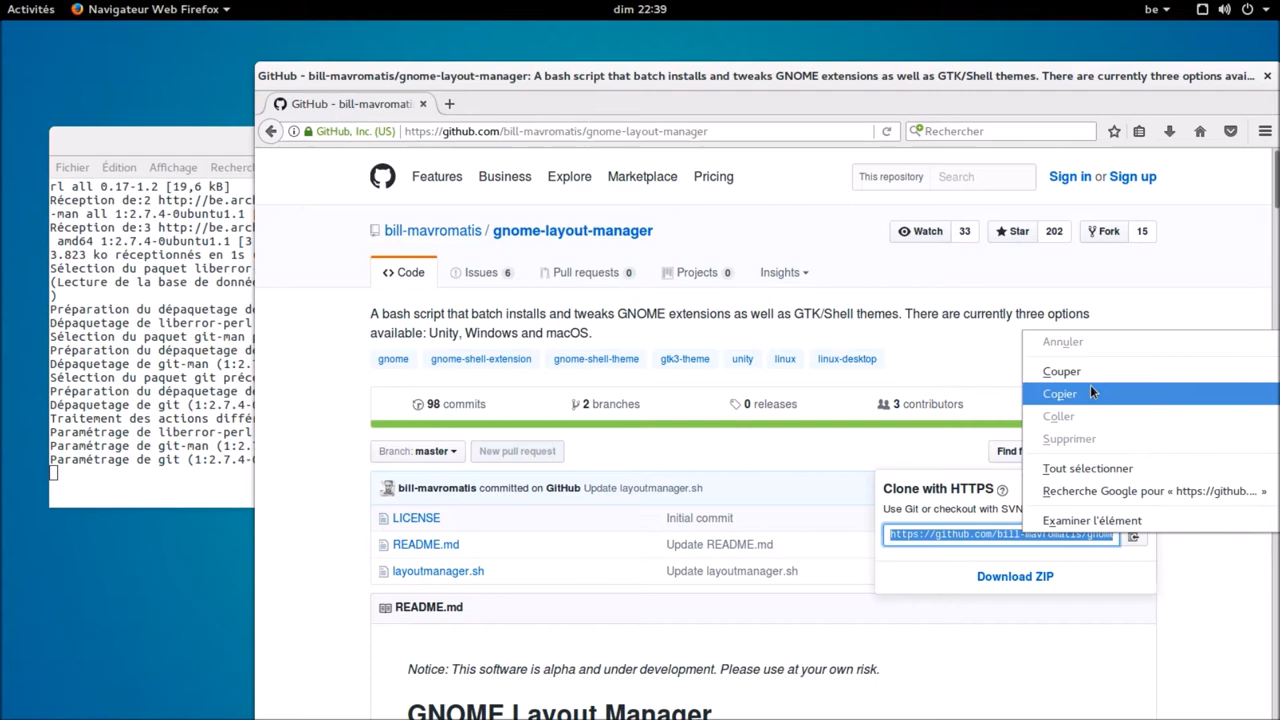 Activités
Navigateur Web Firefox
dim 22:39
be
GitHub - bill-mavromatis/gnome-layout-manager: A bash script that batch installs and tweaks GNOME extensions as well as GTK/Shell themes. There are currently three options avai...
GitHub - bill-mavromati
GitHub, Inc. (US)
https://github.com/bill-mavromatis/gnome-layout-manager
Rechercher
Fichier Édition Affichage Recherc
rl all 0.17-1.2 [19,6 kB]
Réception de:2 http://be.arc
-man all 1:2.7.4-0ubuntu1.1
Réception de:3 http://be.arc
amd64 1:2.7.4-0ubuntu1.1 [3
3.823 ko réceptionnés en 1s
Sélection du paquet liberror
(Lecture de la base de donné
)
Préparation du dépaquetage d
Dépaquetage de liberror-perl
Sélection du paquet git-man
Préparation du dépaquetage d
Dépaquetage de git-man (1:2.
Sélection du paquet git préc
Préparation du dépaquetage d
Dépaquetage de git (1:2.7.4-
Traitement des actions diffé
Paramétrage de liberror-perl
Paramétrage de git-man (1:2.
Paramétrage de git (1:2.7.4-
Features Business Explore Marketplace Pricing
This repository Search
Sign in or Sign up
bill-mavromatis / gnome-layout-manager
Watch 33 Star 202 Fork 15
Code Issues 6 Pull requests 0 Projects 0 Insights
A bash script that batch installs and tweaks GNOME extensions as well as GTK/Shell themes. There are currently three options
available: Unity, Windows and macOS.
gnome gnome-shell-extension gnome-shell-theme gtk3-theme unity linux linux-desktop
98 commits 2 branches 0 releases 3 contributors
Branch: master New pull request Find f
Annuler
Couper
Copier
Coller
Supprimer
Tout sélectionner
Recherche Google pour « https://github.… »
Examiner l'élément
bill-mavromatis committed on GitHub Update layoutmanager.sh
LICENSE Initial commit
README.md Update README.md
layoutmanager.sh Update layoutmanager.sh
Clone with HTTPS
Use Git or checkout with SVN
https://github.com/bill-mavromatis/gnome
Download ZIP
README.md
Notice: This software is alpha and under development. Please use at your own risk.
GNOME Layout Manager